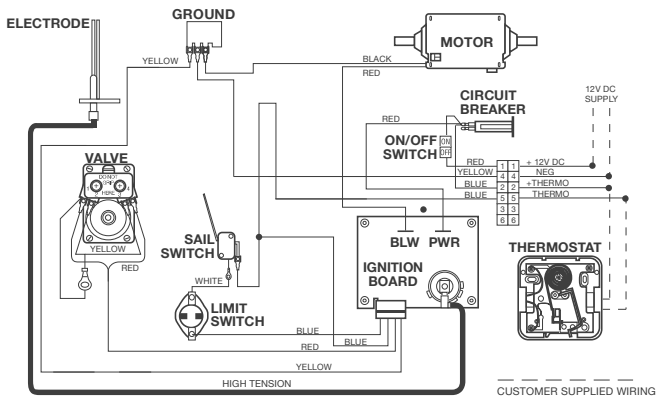 GROUND
ELECTRODE
MOTOR
YELLOW
BLACK
RED
12V DC
SUPPLY
CIRCUIT
BREAKER
RED
ON/OFF
SWITCH
ON
OFF
VALVE
DO NOT
HERE
RED
1 1
+ 12V DC
YELLOW
4 4
NEG
BLUE
2 2
+THERMO
BLUE
5 5
THERMO
3 3
6 6
SAIL
SWITCH
BLW
PWR
YELLOW
RED
THERMOSTAT
IGNITION
BOARD
WHITE
LIMIT
SWITCH
BLUE
BLUE
RED
YELLOW
HIGH TENSION
CUSTOMER SUPPLIED WIRING